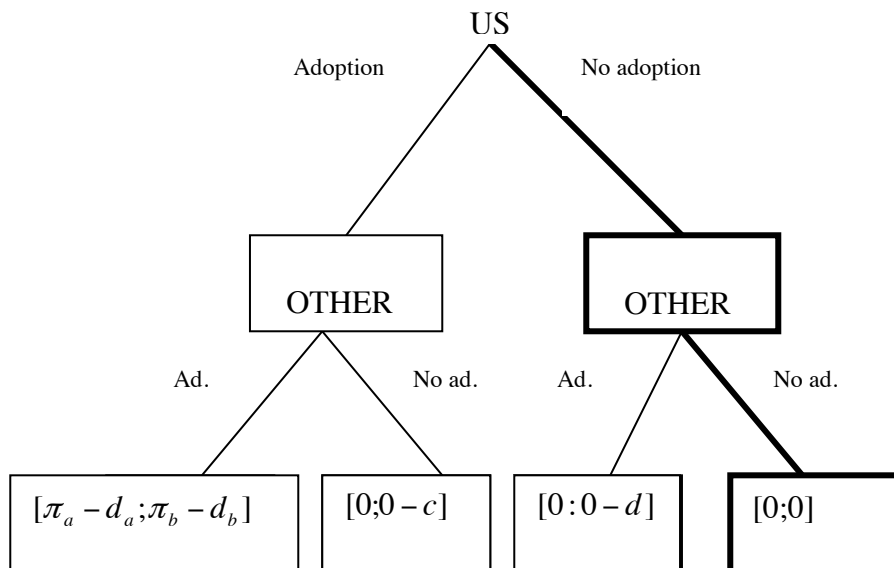 US
Adoption No adoption
OTHER OTHER
Ad. No ad. Ad. No ad.
[π_a − d_a ; π_b − d_b] [0;0 − c] [0 : 0 − d] [0;0]